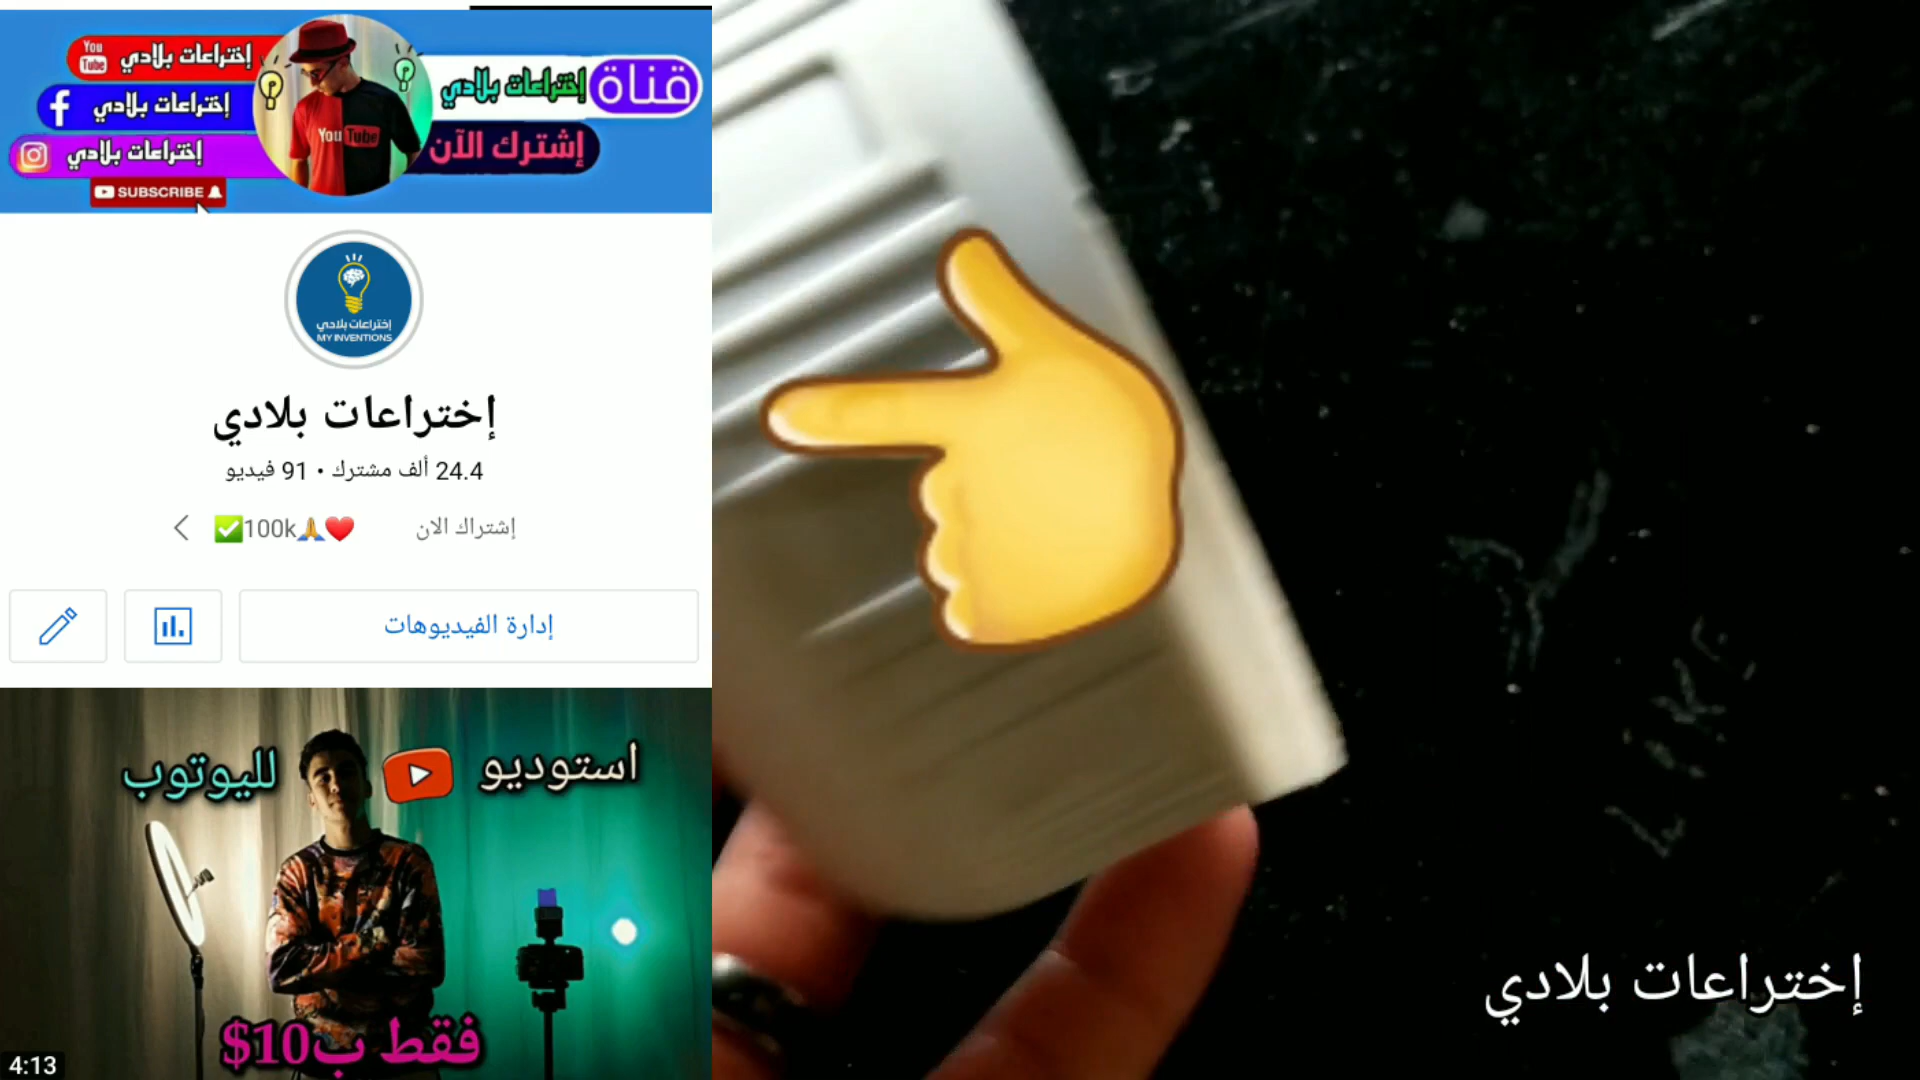 You Tube إختراعات بلادي
إختراعات بلادي
إختراعات بلادي
SUBSCRIBE
You Tube
قناة إختراعات بلادي
إشترك الآن
إختراعات بلادي
MY INVENTIONS
إختراعات بلادي
24.4 ألف مشترك • 91 فيديو
إشتراك الان ❤️🙏100k✅
إدارة الفيديوهات
استوديو لليوتوب
فقط ب10$
4:13
إختراعات بلادي